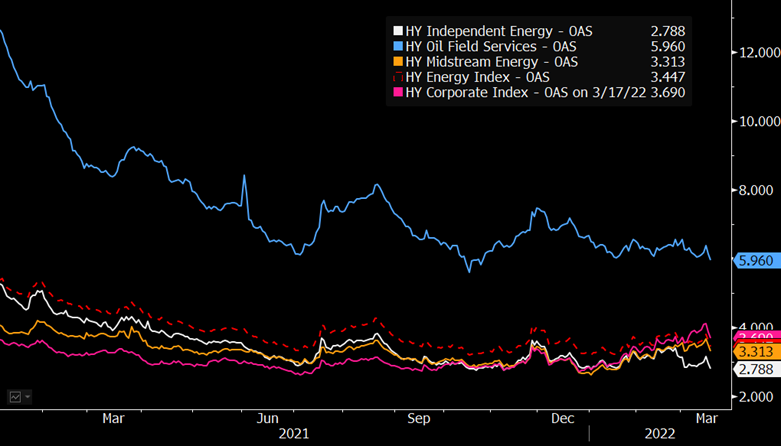 HY Independent Energy - OAS 2.788
HY Oil Field Services - OAS 5.960
HY Midstream Energy - OAS 3.313
HY Energy Index - OAS 3.447
HY Corporate Index - OAS on 3/17/22 3.690
12.000
10.000
8.000
5.960
4.000
3.690
3.313
2.788
2.000
Mar Jun Sep Dec Mar
2021 2022